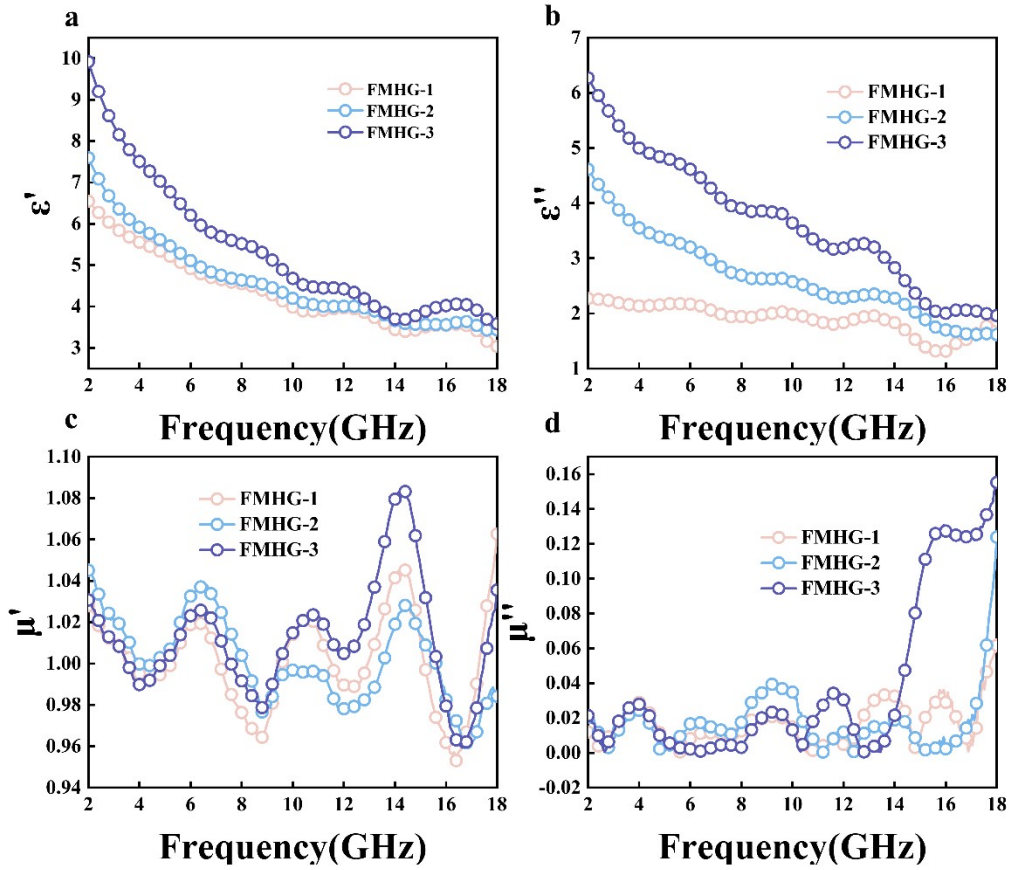 a
10
9
8
7
6
5
4
3
ε'
FMHG-1
FMHG-2
FMHG-3
2 4 6 8 10 12 14 16 18
Frequency(GHz)
b
7
6
5
4
3
2
1
ε''
FMHG-1
FMHG-2
FMHG-3
2 4 6 8 10 12 14 16 18
Frequency(GHz)
c
1.10
1.08
1.06
1.04
1.02
1.00
0.98
0.96
0.94
μ'
FMHG-1
FMHG-2
FMHG-3
2 4 6 8 10 12 14 16 18
Frequency(GHz)
d
0.16
0.14
0.12
0.10
0.08
0.06
0.04
0.02
0.00
-0.02
μ''
FMHG-1
FMHG-2
FMHG-3
2 4 6 8 10 12 14 16 18
Frequency(GHz)